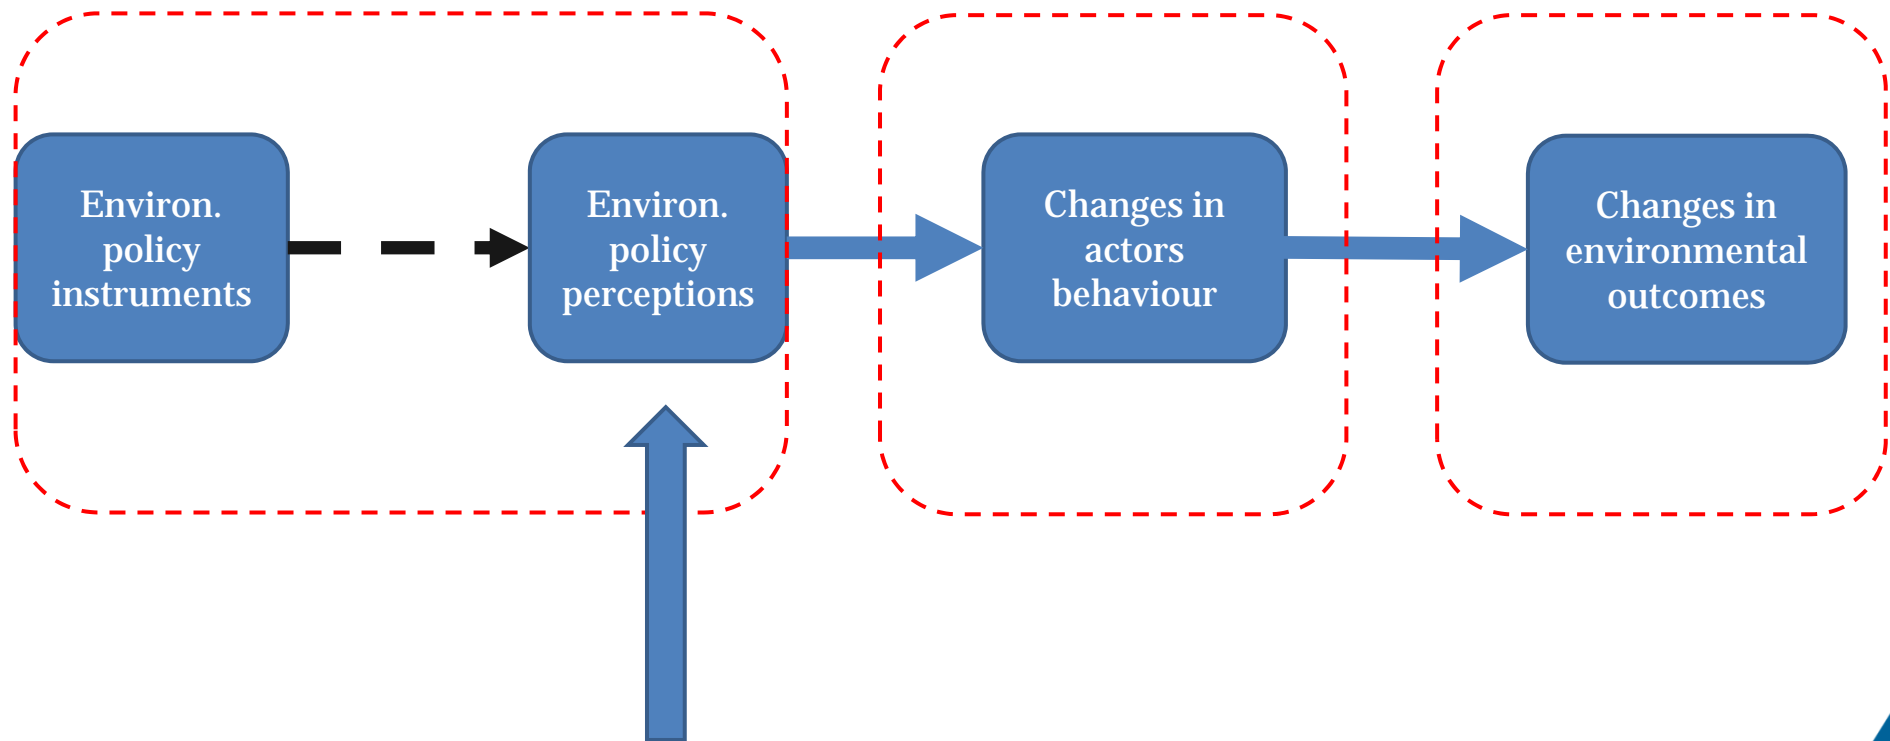 Environ.
policy
instruments
Environ.
policy
perceptions
Changes in
actors
behaviour
Changes in
environmental
outcomes